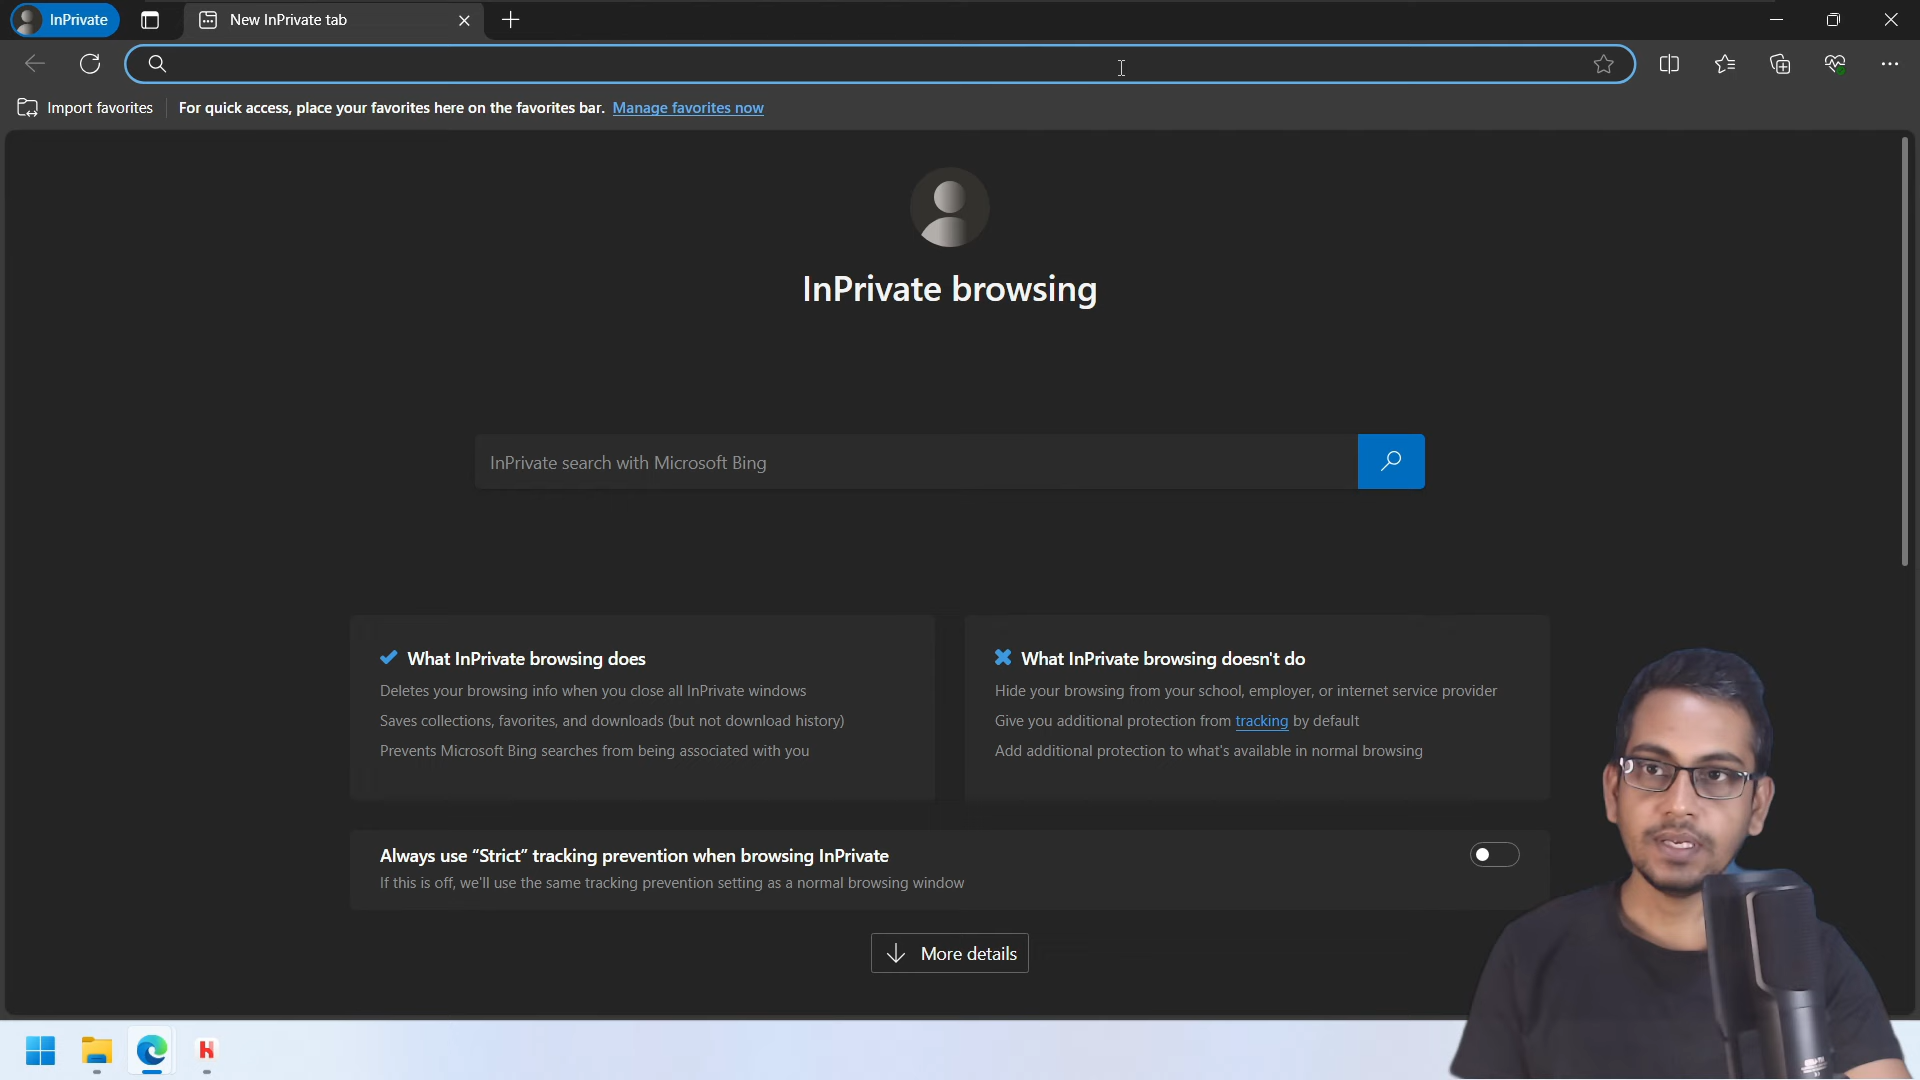 InPrivate
New InPrivate tab
Import favorites
For quick access, place your favorites here on the favorites bar. Manage favorites now
InPrivate browsing
InPrivate search with Microsoft Bing
What InPrivate browsing does
Deletes your browsing info when you close all InPrivate windows
Saves collections, favorites, and downloads (but not download history)
Prevents Microsoft Bing searches from being associated with you
What InPrivate browsing doesn't do
Hide your browsing from your school, employer, or internet service provider
Give you additional protection from tracking by default
Add additional protection to what's available in normal browsing
Always use “Strict” tracking prevention when browsing InPrivate
If this is off, we'll use the same tracking prevention setting as a normal browsing window
More details